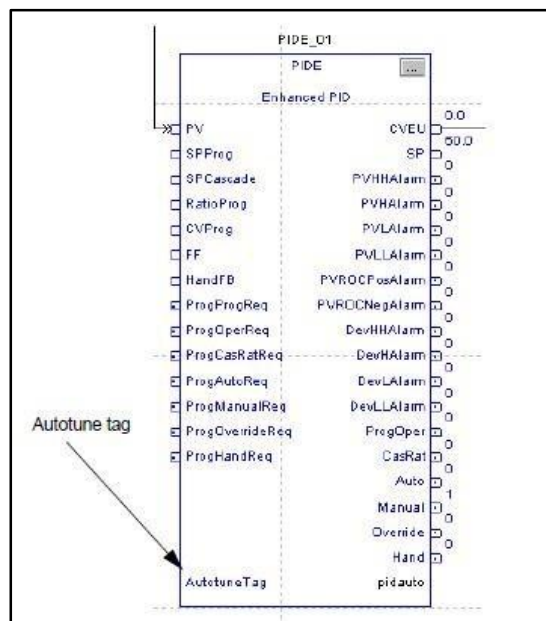 PIDE_01
PIDE
...
Enhanced PID
0.0
PV CVEU
SPProg SP
0
SPCascade PVHHAlarm
0
RatioProg PVHAlarm
0
CVProg PVLAlarm
0
FF PVLLAlarm
0
HandFB PVROCPosAlarm
0
ProgProgReq PVROCNegAlarm
0
ProgOperReq DevHHAlarm
0
ProgCasRatReq DevHAlarm
0
ProgAutoReq DevLAlarm
0
ProgManualReq DevLLAlarm
0
Autotune tag
ProgOverrideReq ProgOper
0
ProgHandReq CasRat
0
Auto
1
Manual
0
Override
0
Hand
AutotuneTag pidauto